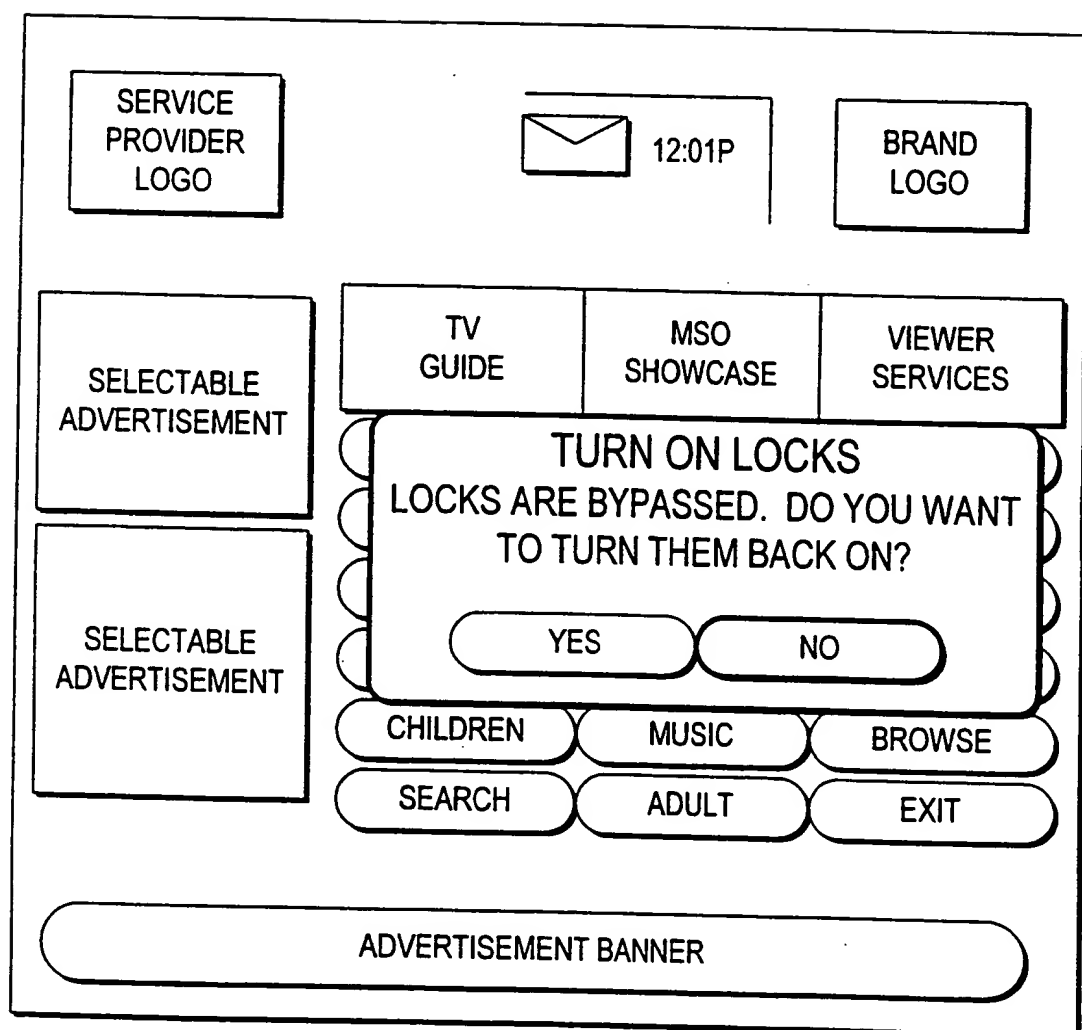 SERVICE
PROVIDER
LOGO
12:01P
BRAND
LOGO
SELECTABLE
ADVERTISEMENT
SELECTABLE
ADVERTISEMENT
TV
GUIDE
MSO
SHOWCASE
VIEWER
SERVICES
TURN ON LOCKS
LOCKS ARE BYPASSED. DO YOU WANT
TO TURN THEM BACK ON?
YES
NO
CHILDREN
MUSIC
BROWSE
SEARCH
ADULT
EXIT
ADVERTISEMENT BANNER